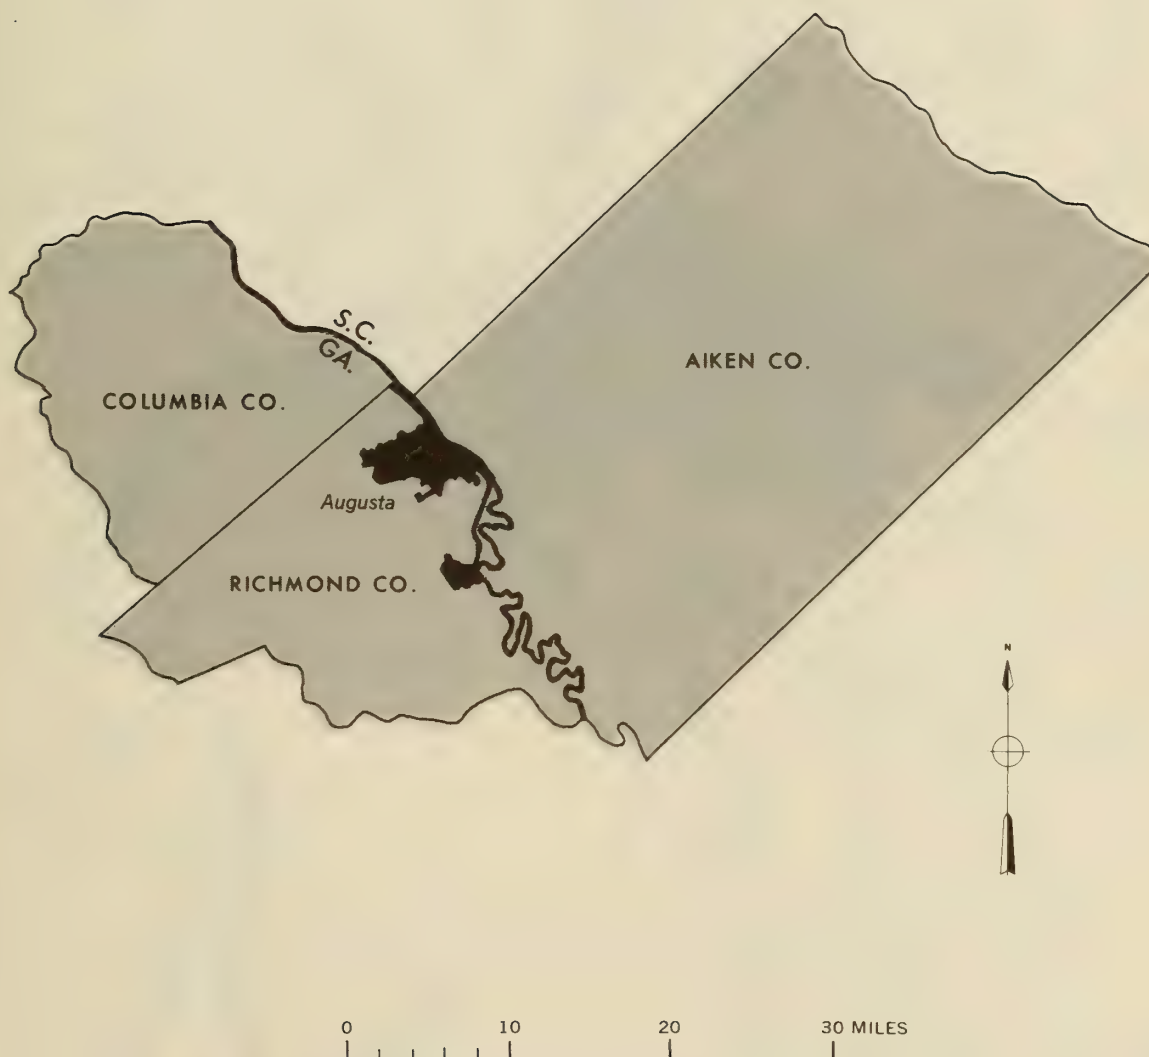 S.C.
GA.
AIKEN CO.
COLUMBIA CO.
Augusta
RICHMOND CO.
N
0 10 20 30 MILES